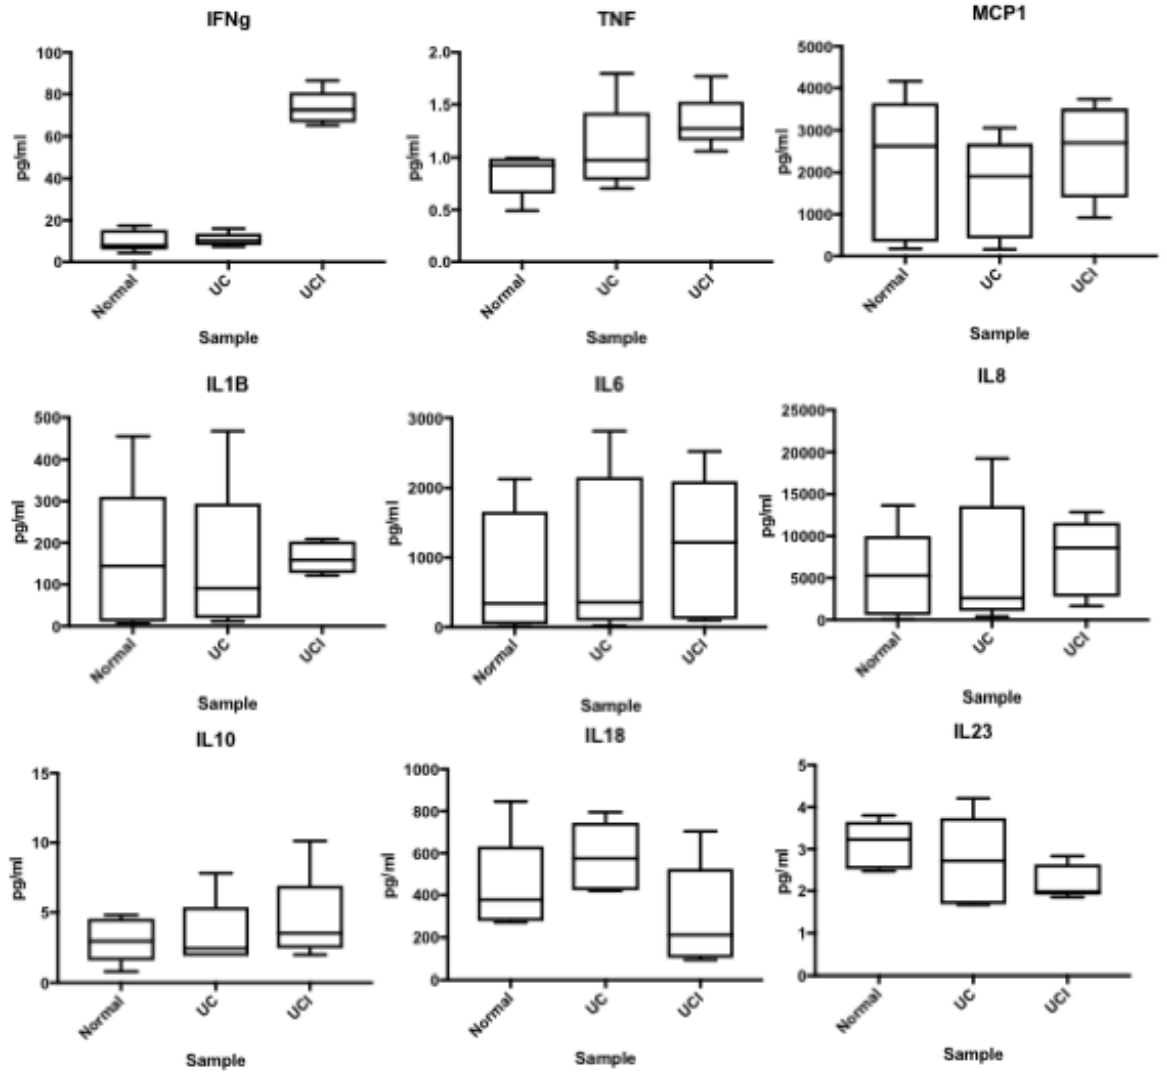 IFNg
100
80
60
40
20
0
pg/ml
Normal
UC
UCI
Sample
TNF
2.0
1.5
1.0
0.5
0.0
pg/ml
Normal
UC
UCI
Sample
MCP1
5000
4000
3000
2000
1000
0
pg/ml
Normal
UC
UCI
Sample
IL1B
500
400
300
200
100
0
pg/ml
Normal
UC
UCI
Sample
IL6
3000
2000
1000
0
pg/ml
Normal
UC
UCI
Sample
IL8
25000
20000
15000
10000
5000
0
pg/ml
Normal
UC
UCI
Sample
IL10
15
10
5
0
pg/ml
Normal
UC
UCI
Sample
IL18
1000
800
600
400
200
0
pg/ml
Normal
UC
UCI
Sample
IL23
5
4
3
2
1
0
pg/ml
Normal
UC
UCI
Sample